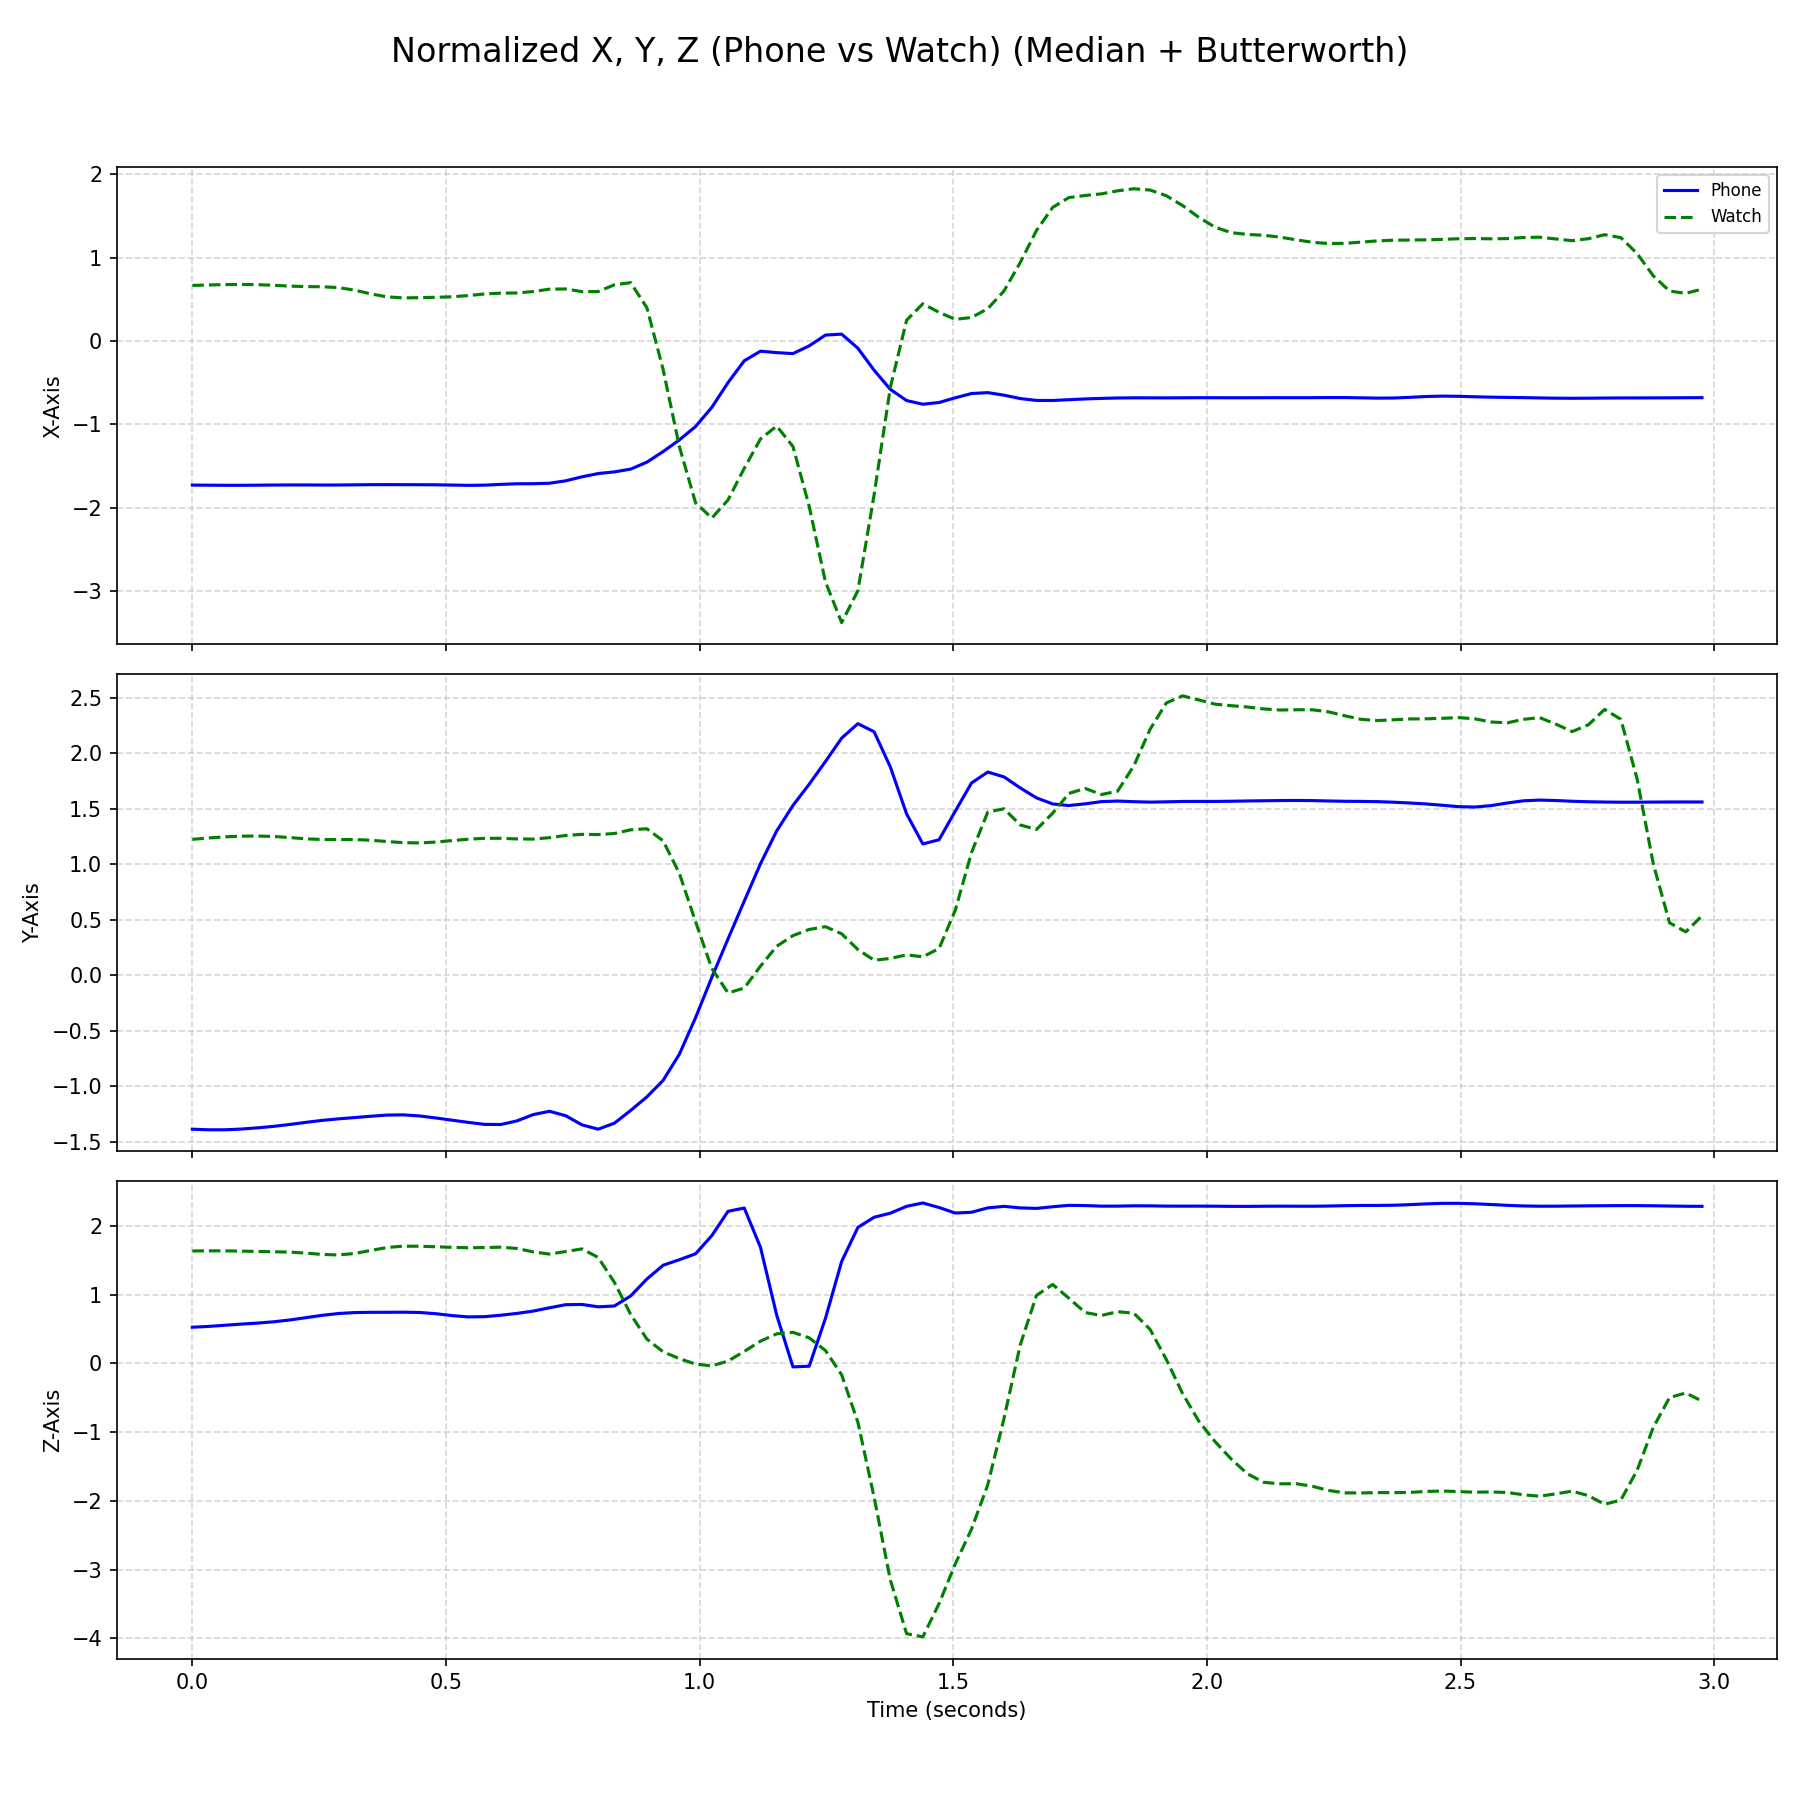 Normalized X, Y, Z (Phone vs Watch) (Median + Butterworth)
2
1
0
−1
−2
−3
X-Axis
Phone
Watch
2.5
2.0
1.5
1.0
0.5
0.0
−0.5
−1.0
−1.5
Y-Axis
2
1
0
−1
−2
−3
−4
Z-Axis
0.0 0.5 1.0 1.5 2.0 2.5 3.0
Time (seconds)